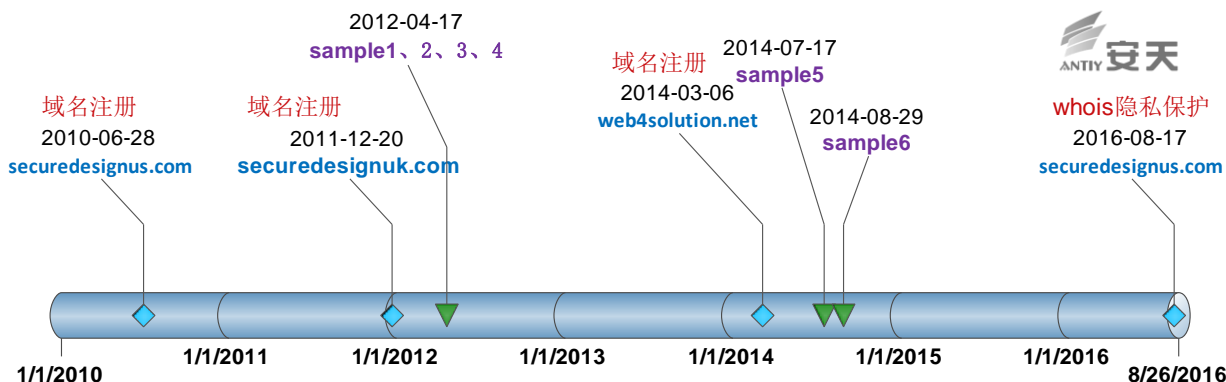 域名注册
2010-06-28
securedesignus.com
域名注册
2011-12-20
securedesignuk.com
2012-04-17
sample1、2、3、4
域名注册
2014-03-06
web4solution.net
2014-07-17
sample5
2014-08-29
sample6
ANTIY 安天
whois隐私保护
2016-08-17
securedesignus.com
1/1/2010
1/1/2011
1/1/2012
1/1/2013
1/1/2014
1/1/2015
1/1/2016
8/26/2016